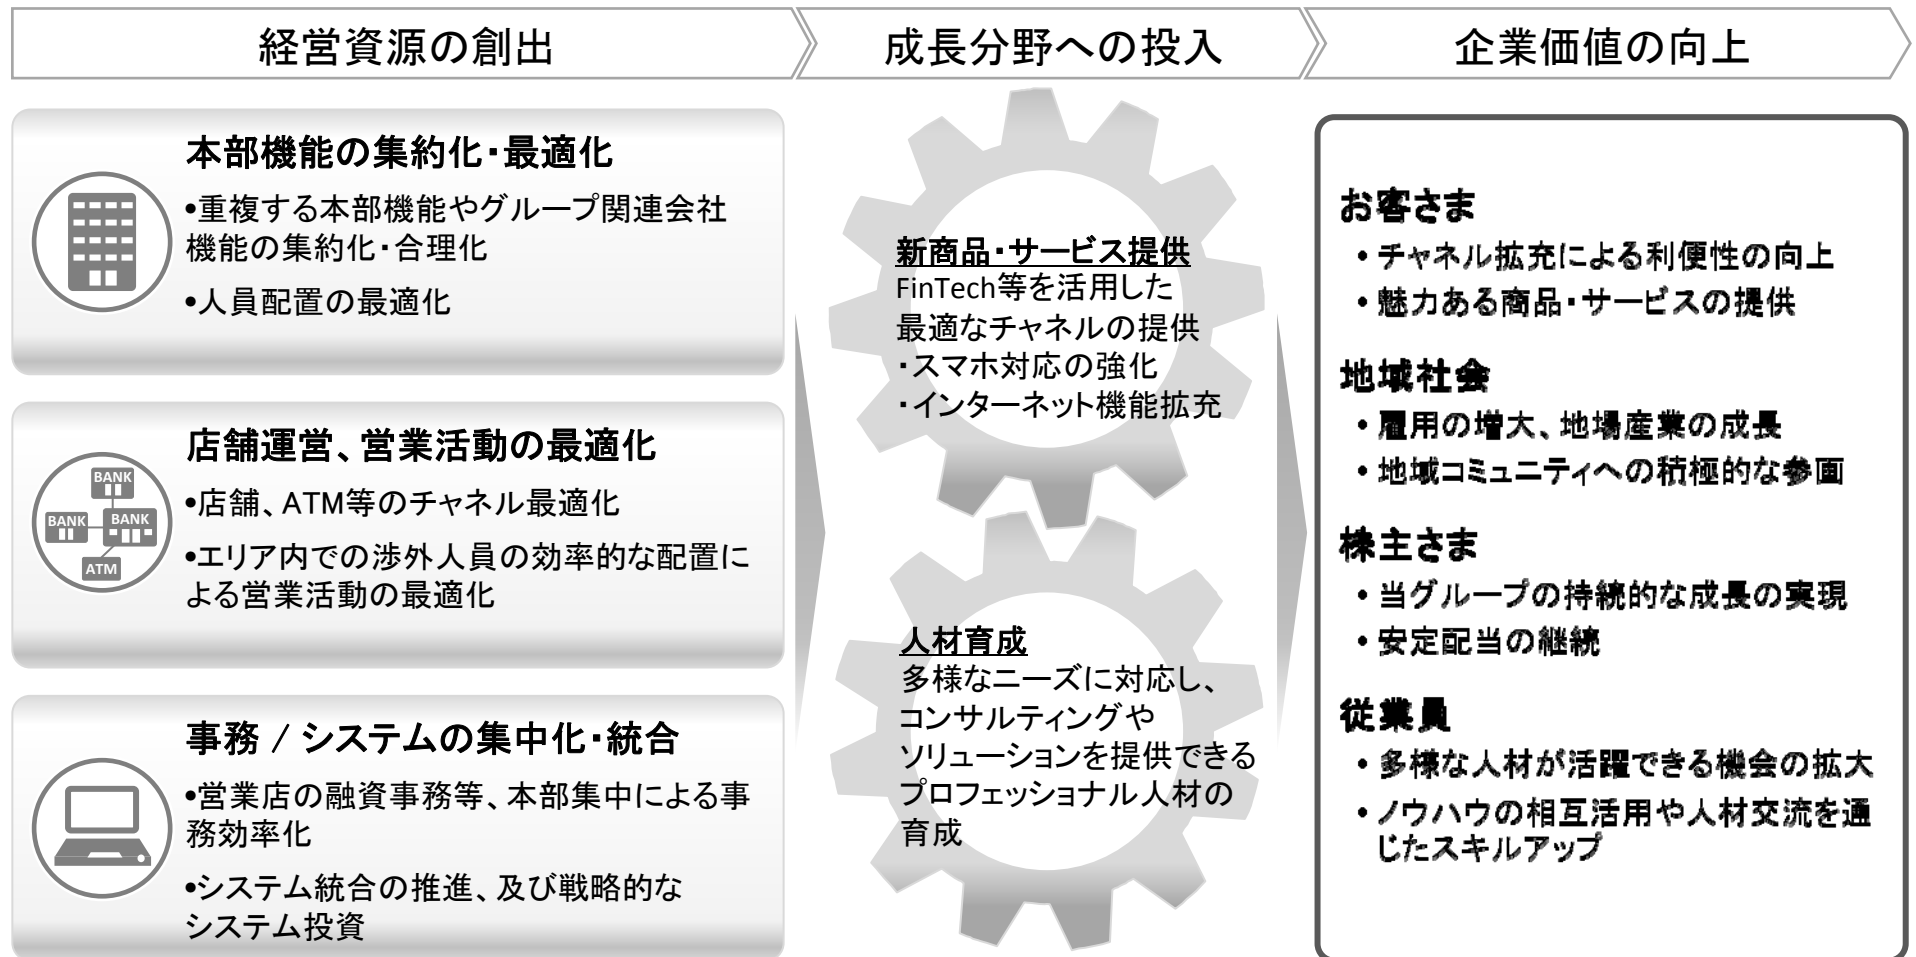 経営資源の創出
成長分野への投入
企業価値の向上
本部機能の集約化・最適化
•重複する本部機能やグループ関連会社
機能の集約化・合理化
•人員配置の最適化
店舗運営、営業活動の最適化
BANK
BANK
BANK
ATM
•店舗、ATM等のチャネル最適化
•エリア内での渉外人員の効率的な配置に
よる営業活動の最適化
事務 / システムの集中化・統合
•営業店の融資事務等、本部集中による事
務効率化
•システム統合の推進、及び戦略的な
システム投資
新商品・サービス提供
FinTech等を活用した
最適なチャネルの提供
・スマホ対応の強化
・インターネット機能拡充
人材育成
多様なニーズに対応し、
コンサルティングや
ソリューションを提供できる
プロフェッショナル人材の
育成
お客さま
• チャネル拡充による利便性の向上
• 魅力ある商品・サービスの提供
地域社会
• 雇用の増大、地場産業の成長
• 地域コミュニティへの積極的な参画
株主さま
• 当グループの持続的な成長の実現
• 安定配当の継続
従業員
• 多様な人材が活躍できる機会の拡大
• ノウハウの相互活用や人材交流を通
じたスキルアップ